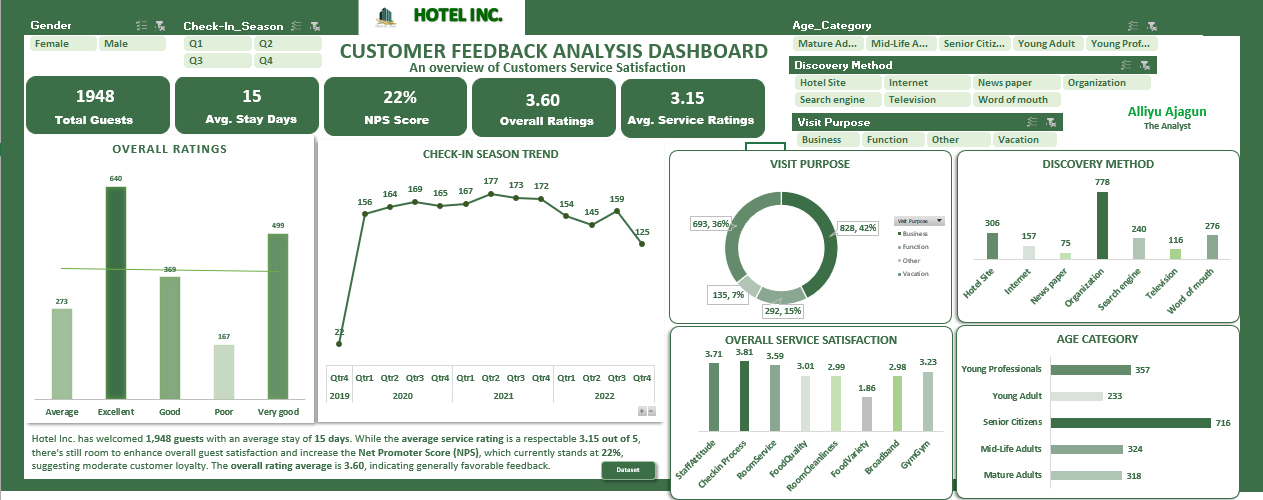 HOTEL INC.
Gender
Female Male
Check-In_Season
Q1 Q2
Q3 Q4
CUSTOMER FEEDBACK ANALYSIS DASHBOARD
An overview of Customers Service Satisfaction
Age_Category
Mature Ad... Mid-Life A... Senior Citiz... Young Adult Young Prof...
Discovery Method
Hotel Site Internet News paper Organization
Search engine Television Word of mouth
Visit Purpose
Business Function Other Vacation
Alliyu Ajagun
The Analyst
1948
Total Guests
15
Avg. Stay Days
22%
NPS Score
3.60
Overall Ratings
3.15
Avg. Service Ratings
OVERALL RATINGS
273 640 369 167 499
Average Excellent Good Poor Very good
CHECK-IN SEASON TREND
22 156 164 169 165 167 177 173 172 154 145 159 125
Qtr4 Qtr1 Qtr2 Qtr3 Qtr4 Qtr1 Qtr2 Qtr3 Qtr4 Qtr1 Qtr2 Qtr3 Qtr4
2019 2020 2021 2022
VISIT PURPOSE
693, 36%
828, 42%
135, 7%
292, 15%
Visit Purpose
Business
Function
Other
Vacation
DISCOVERY METHOD
306 157 75 778 240 116 276
Hotel Site Internet News paper Organization Search engine Television Word of mouth
OVERALL SERVICE SATISFACTION
3.71 3.81 3.59 3.01 2.99 1.86 2.98 3.23
StaffAttitude Checkin Process RoomService FoodQuality RoomCleanliness FoodVariety Broadband GymGym
AGE CATEGORY
Young Professionals 357
Young Adult 233
Senior Citizens 716
Mid-Life Adults 324
Mature Adults 318
Hotel Inc. has welcomed 1,948 guests with an average stay of 15 days. While the average service rating is a respectable 3.15 out of 5,
there's still room to enhance overall guest satisfaction and increase the Net Promoter Score (NPS), which currently stands at 22%,
suggesting moderate customer loyalty. The overall rating average is 3.60, indicating generally favorable feedback.
Dataset